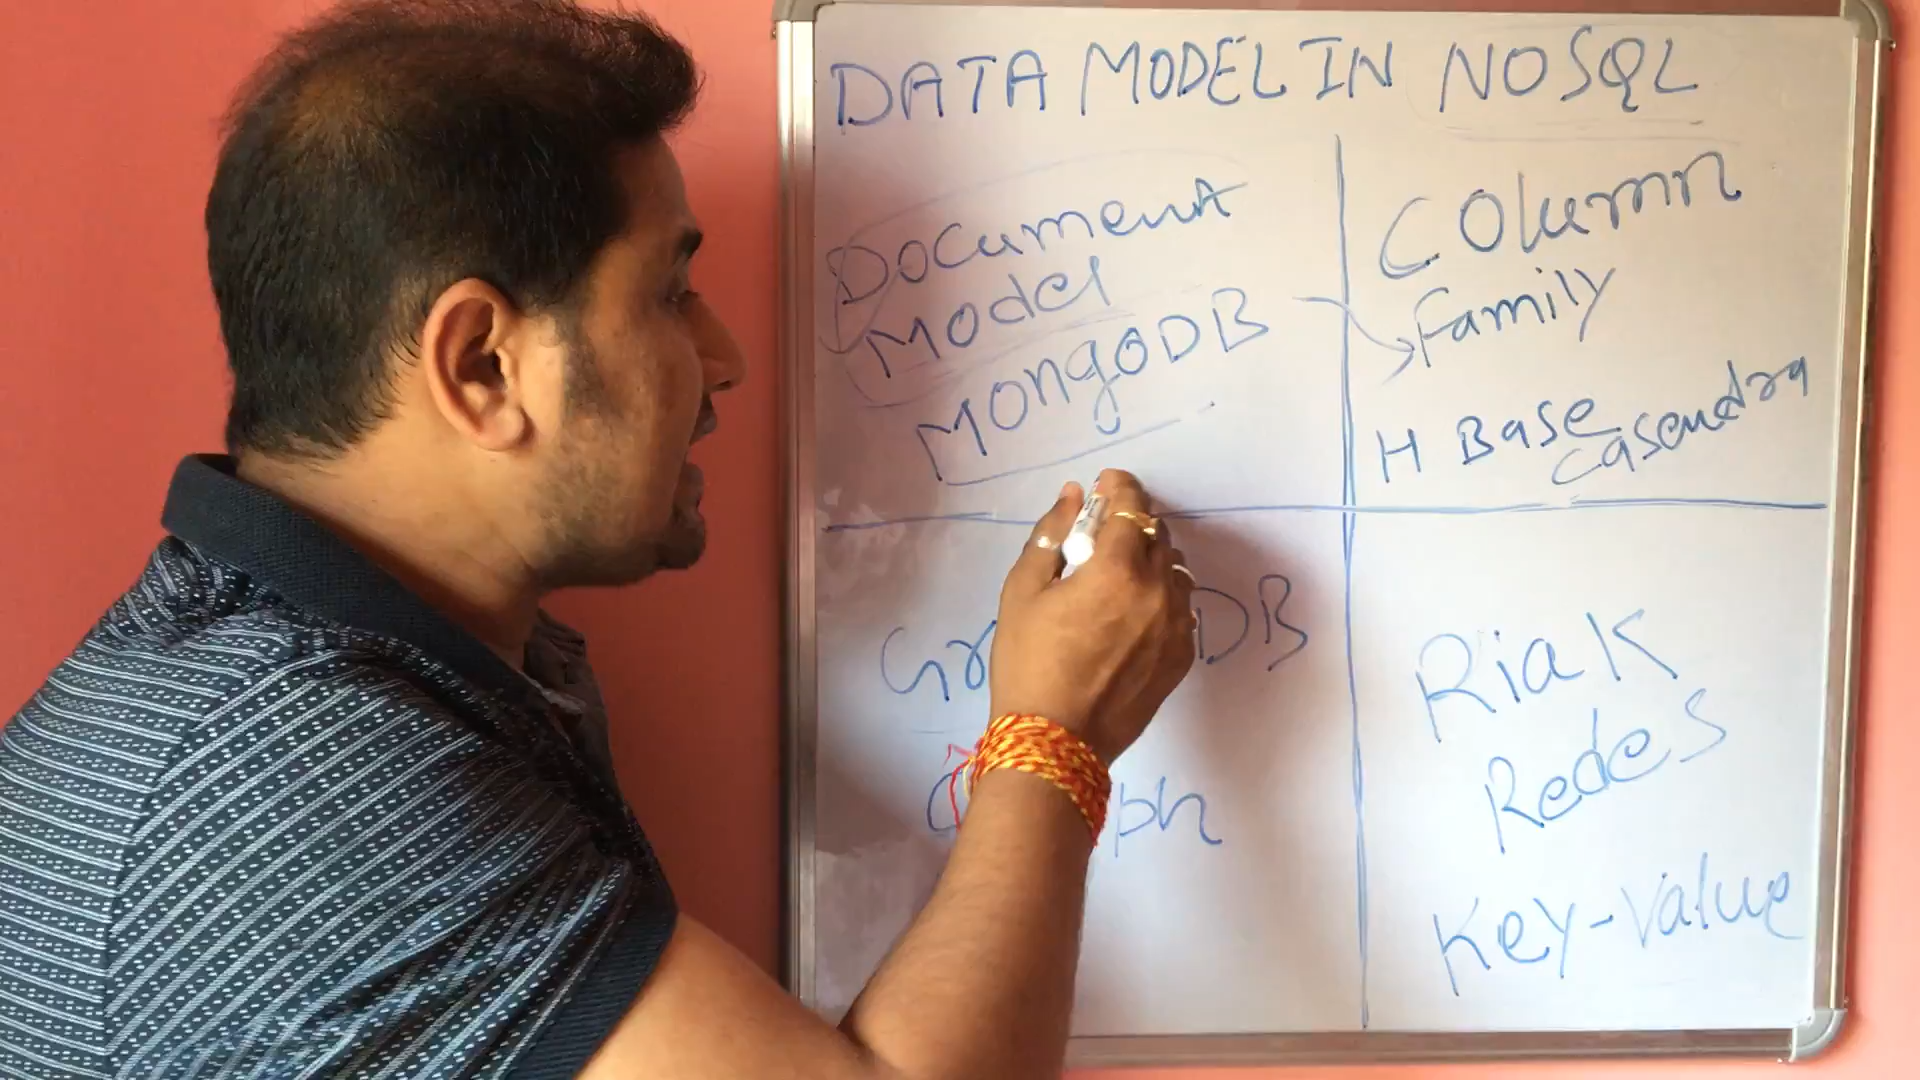 DATA MODEL IN NOSQL
Document
Model
MongoDB
Column
Family
H Base
Casendra
DB
Riak
Redes
Key-Value